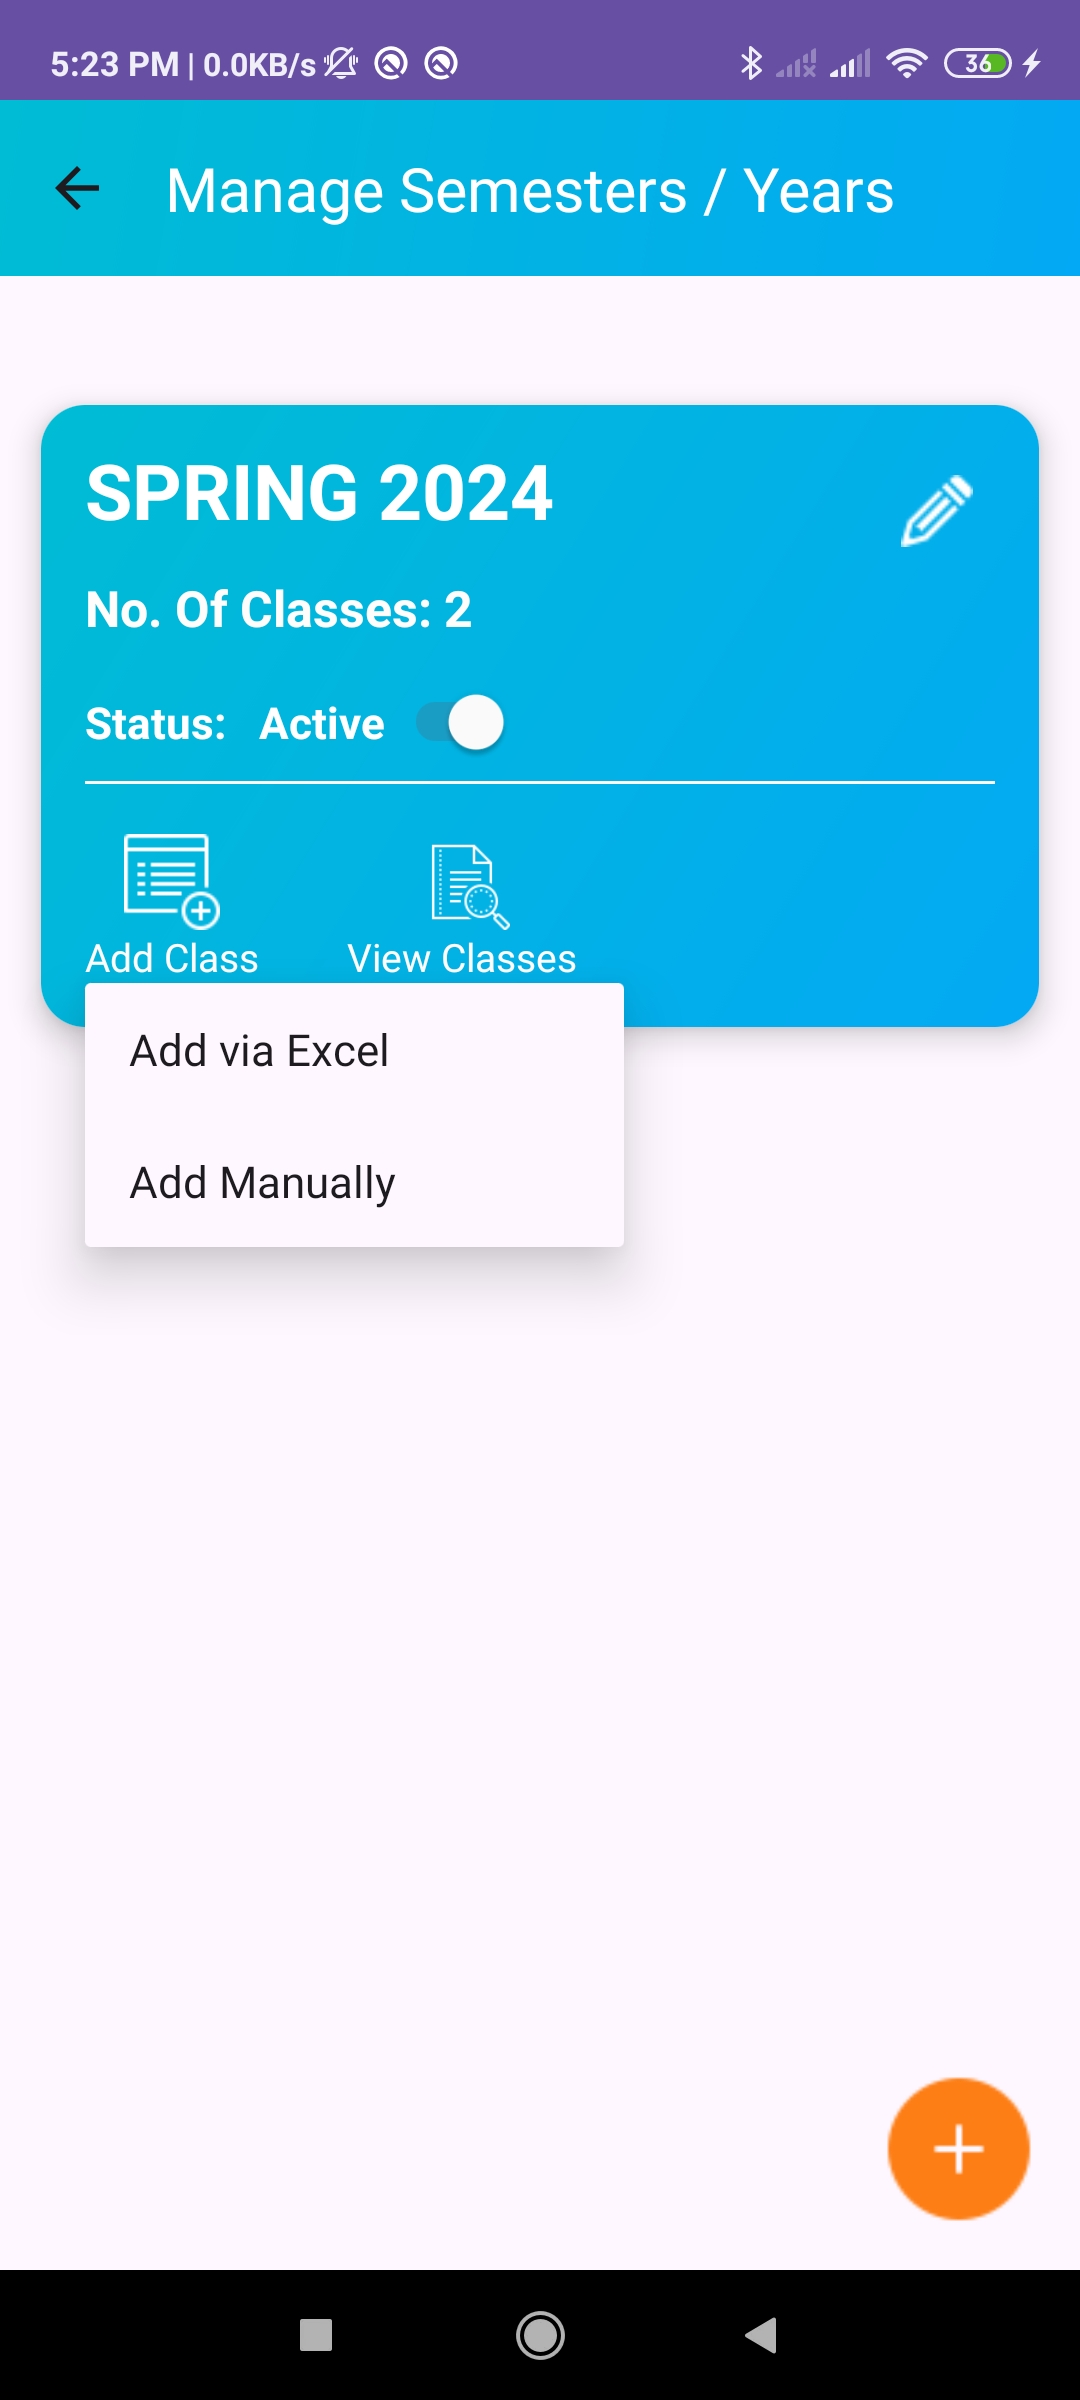 5:23 PM | 0.0KB/s 36
Manage Semesters / Years
SPRING 2024
No. Of Classes: 2
Status: Active
Add Class View Classes
Add via Excel
Add Manually